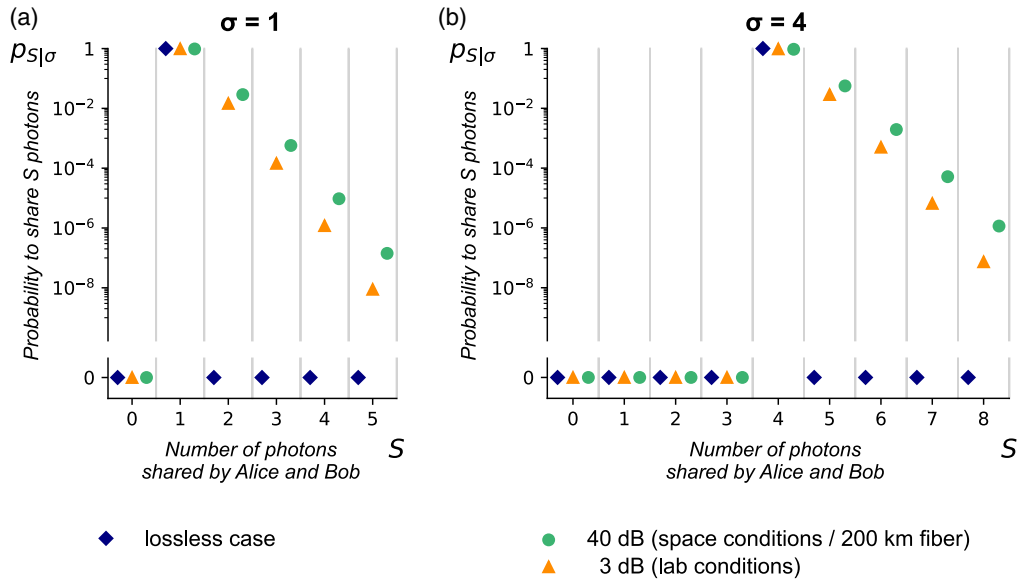 (a)
σ = 1
p_{S|σ}
Probability to share S photons
1
10^{-2}
10^{-4}
10^{-6}
10^{-8}
0
0 1 2 3 4 5
Number of photons
shared by Alice and Bob
S
(b)
σ = 4
p_{S|σ}
Probability to share S photons
1
10^{-2}
10^{-4}
10^{-6}
10^{-8}
0
0 1 2 3 4 5 6 7 8
Number of photons
shared by Alice and Bob
S
lossless case
40 dB (space conditions / 200 km fiber)
3 dB (lab conditions)